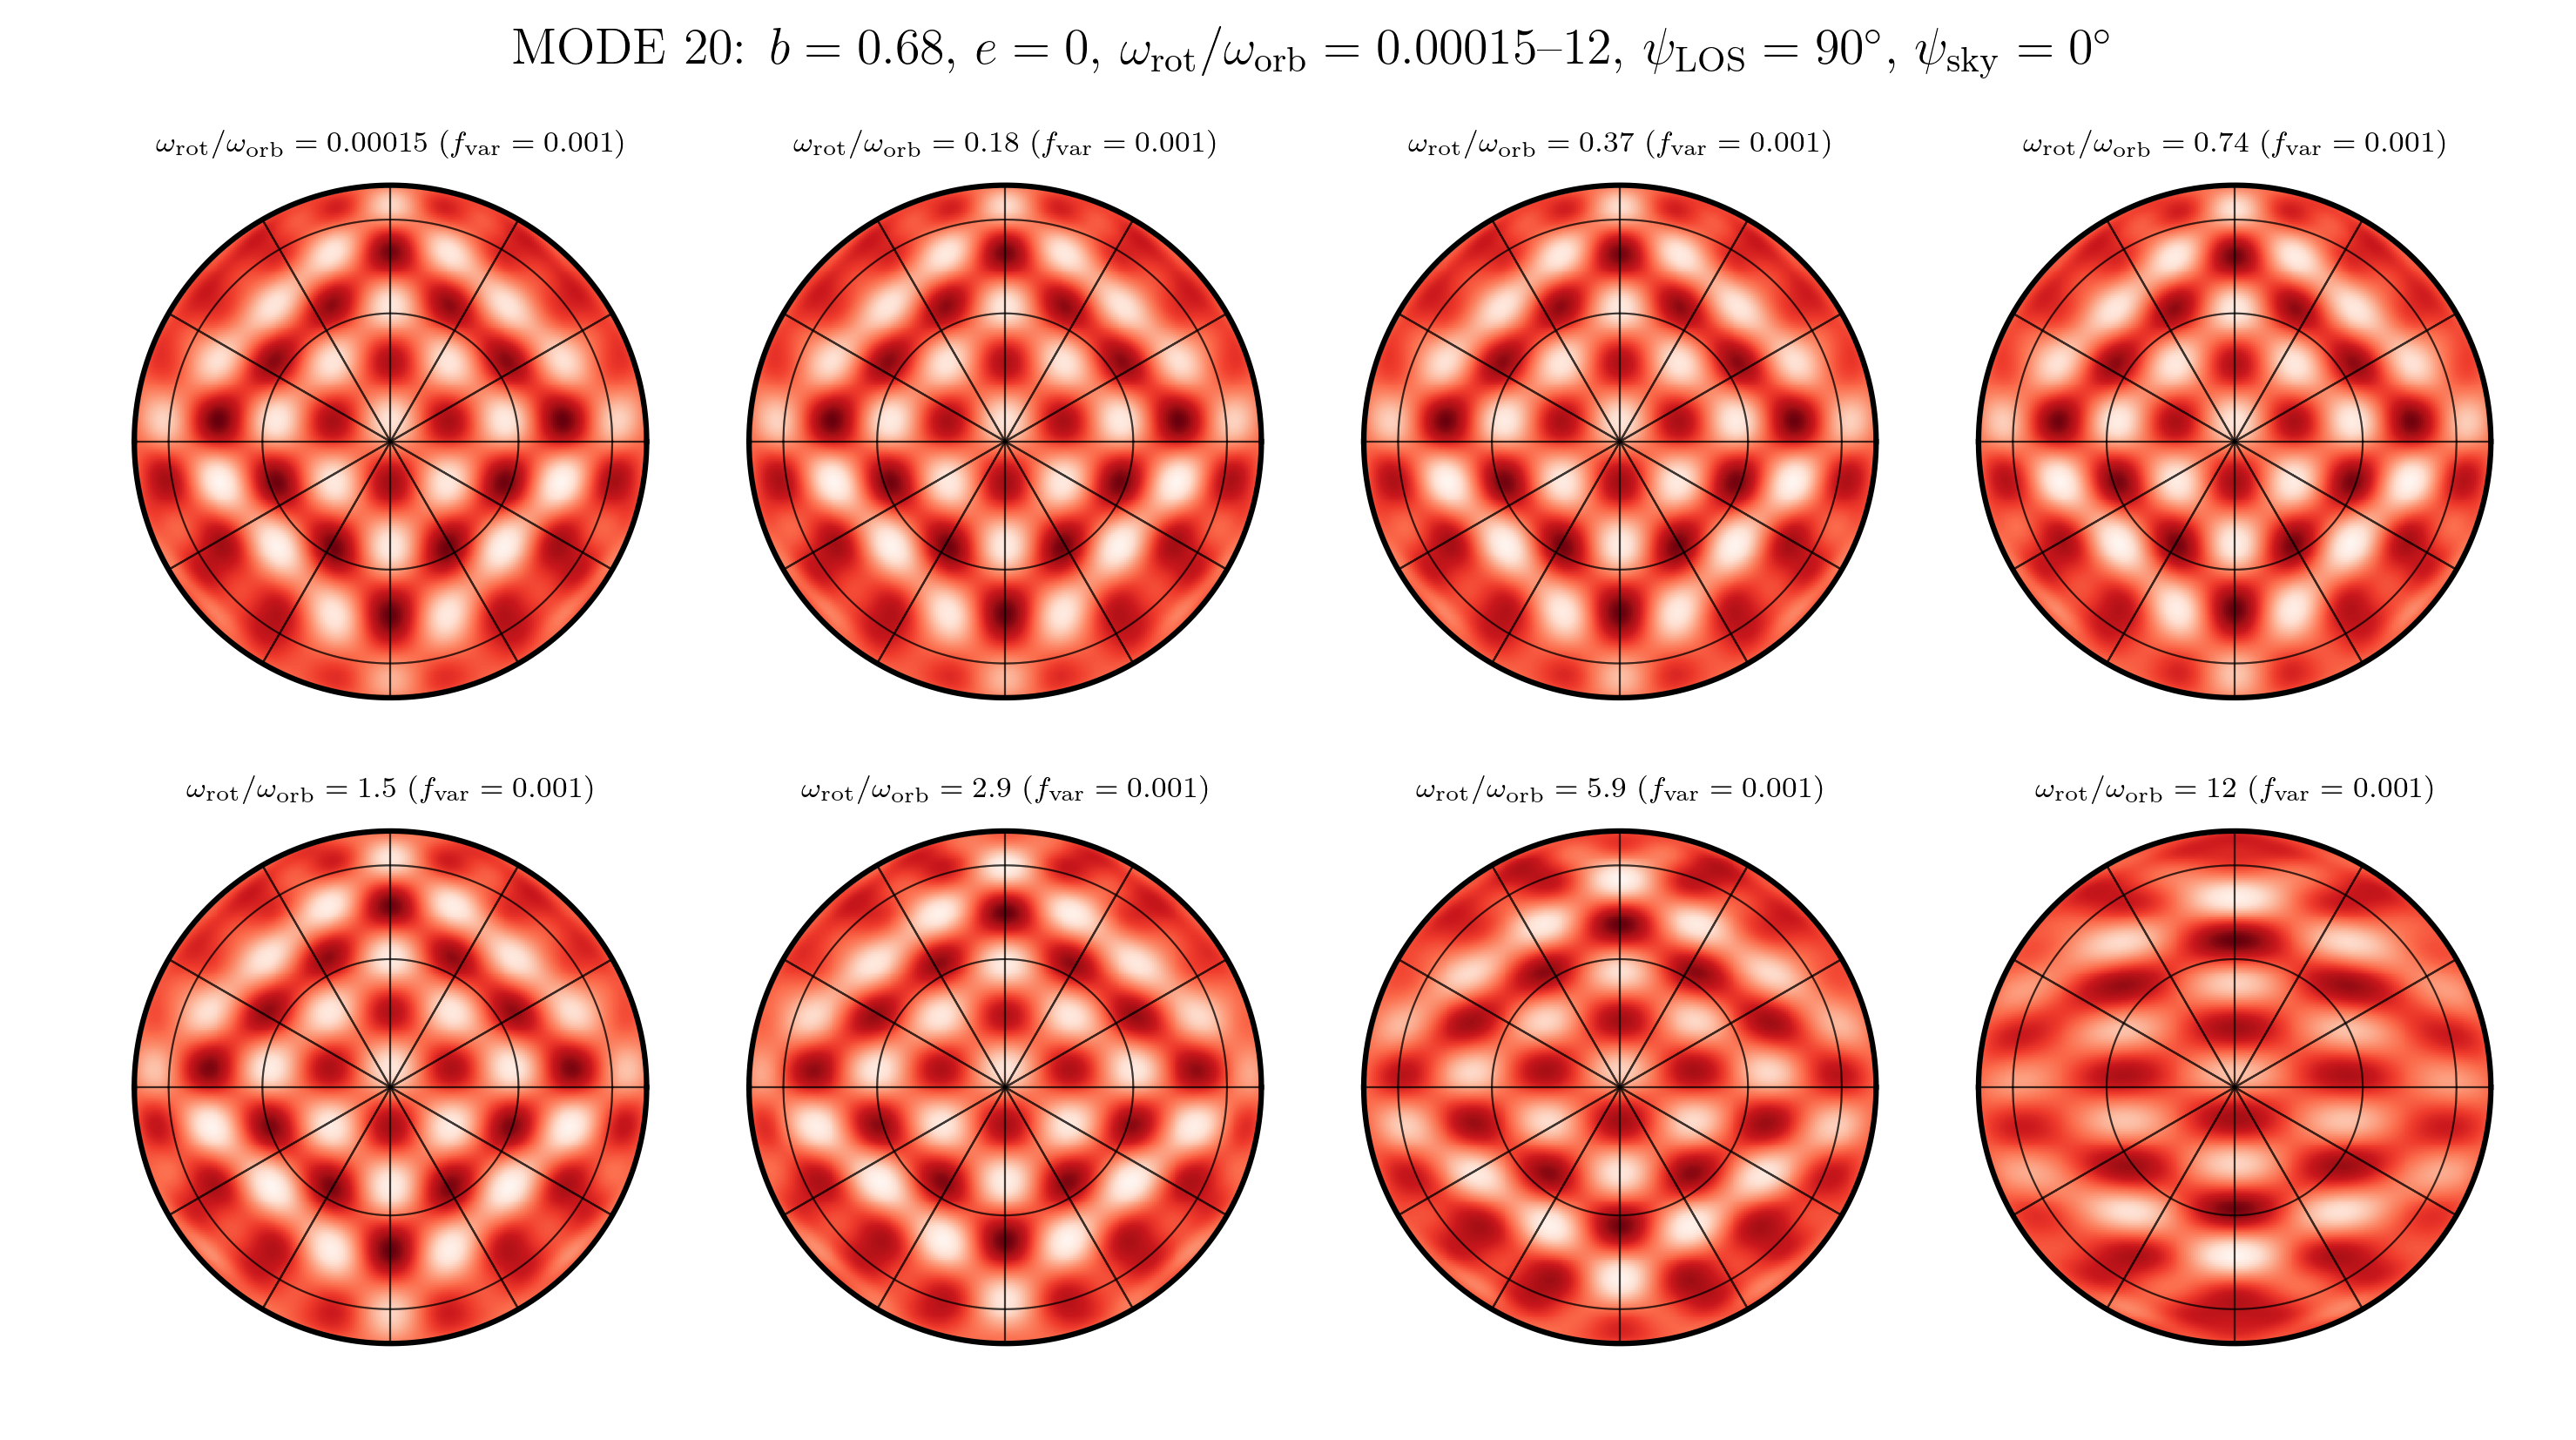 MODE 20: b = 0.68, e = 0, ω_rot/ω_orb = 0.00015–12, ψ_LOS = 90°, ψ_sky = 0°
ω_rot/ω_orb = 0.00015 (f_var = 0.001)
ω_rot/ω_orb = 0.18 (f_var = 0.001)
ω_rot/ω_orb = 0.37 (f_var = 0.001)
ω_rot/ω_orb = 0.74 (f_var = 0.001)
ω_rot/ω_orb = 1.5 (f_var = 0.001)
ω_rot/ω_orb = 2.9 (f_var = 0.001)
ω_rot/ω_orb = 5.9 (f_var = 0.001)
ω_rot/ω_orb = 12 (f_var = 0.001)